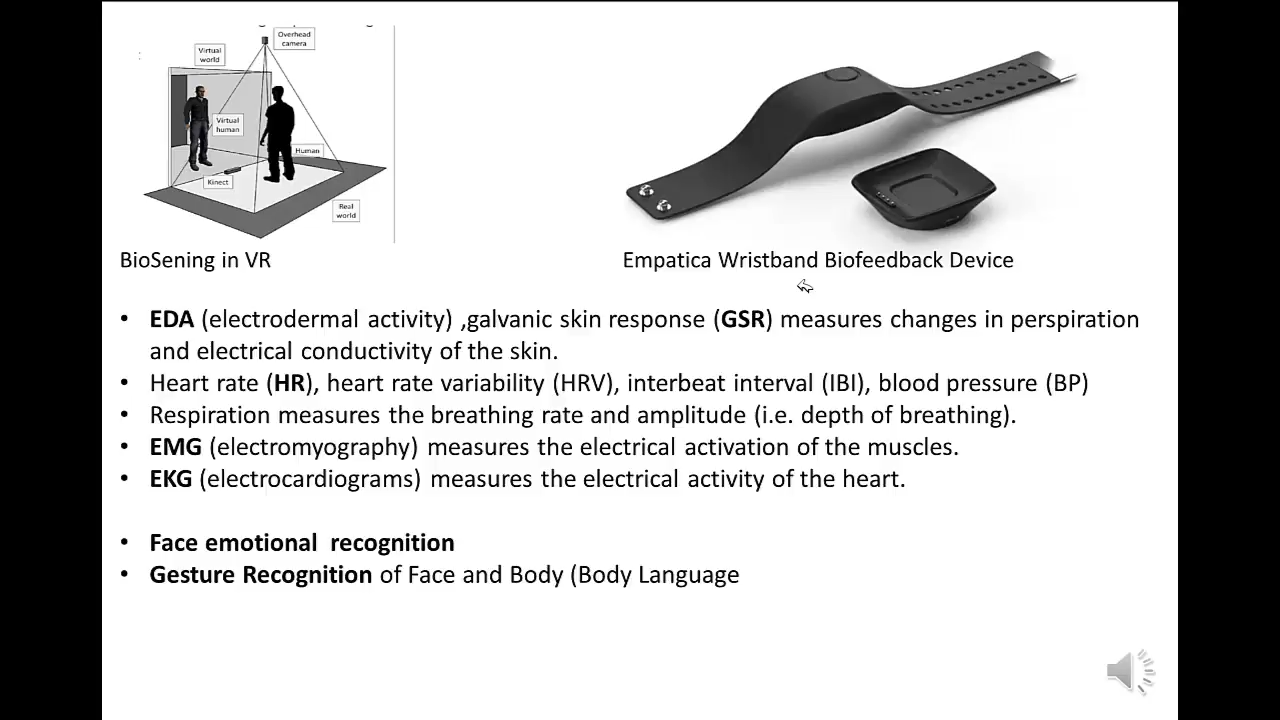 Overhead
camera
Virtual
world
Virtual
human
Human
Kinect
Real
world
BioSening in VR
Empatica Wristband Biofeedback Device
• EDA (electrodermal activity) ,galvanic skin response (GSR) measures changes in perspiration
and electrical conductivity of the skin.
• Heart rate (HR), heart rate variability (HRV), interbeat interval (IBI), blood pressure (BP)
• Respiration measures the breathing rate and amplitude (i.e. depth of breathing).
• EMG (electromyography) measures the electrical activation of the muscles.
• EKG (electrocardiograms) measures the electrical activity of the heart.
• Face emotional recognition
• Gesture Recognition of Face and Body (Body Language